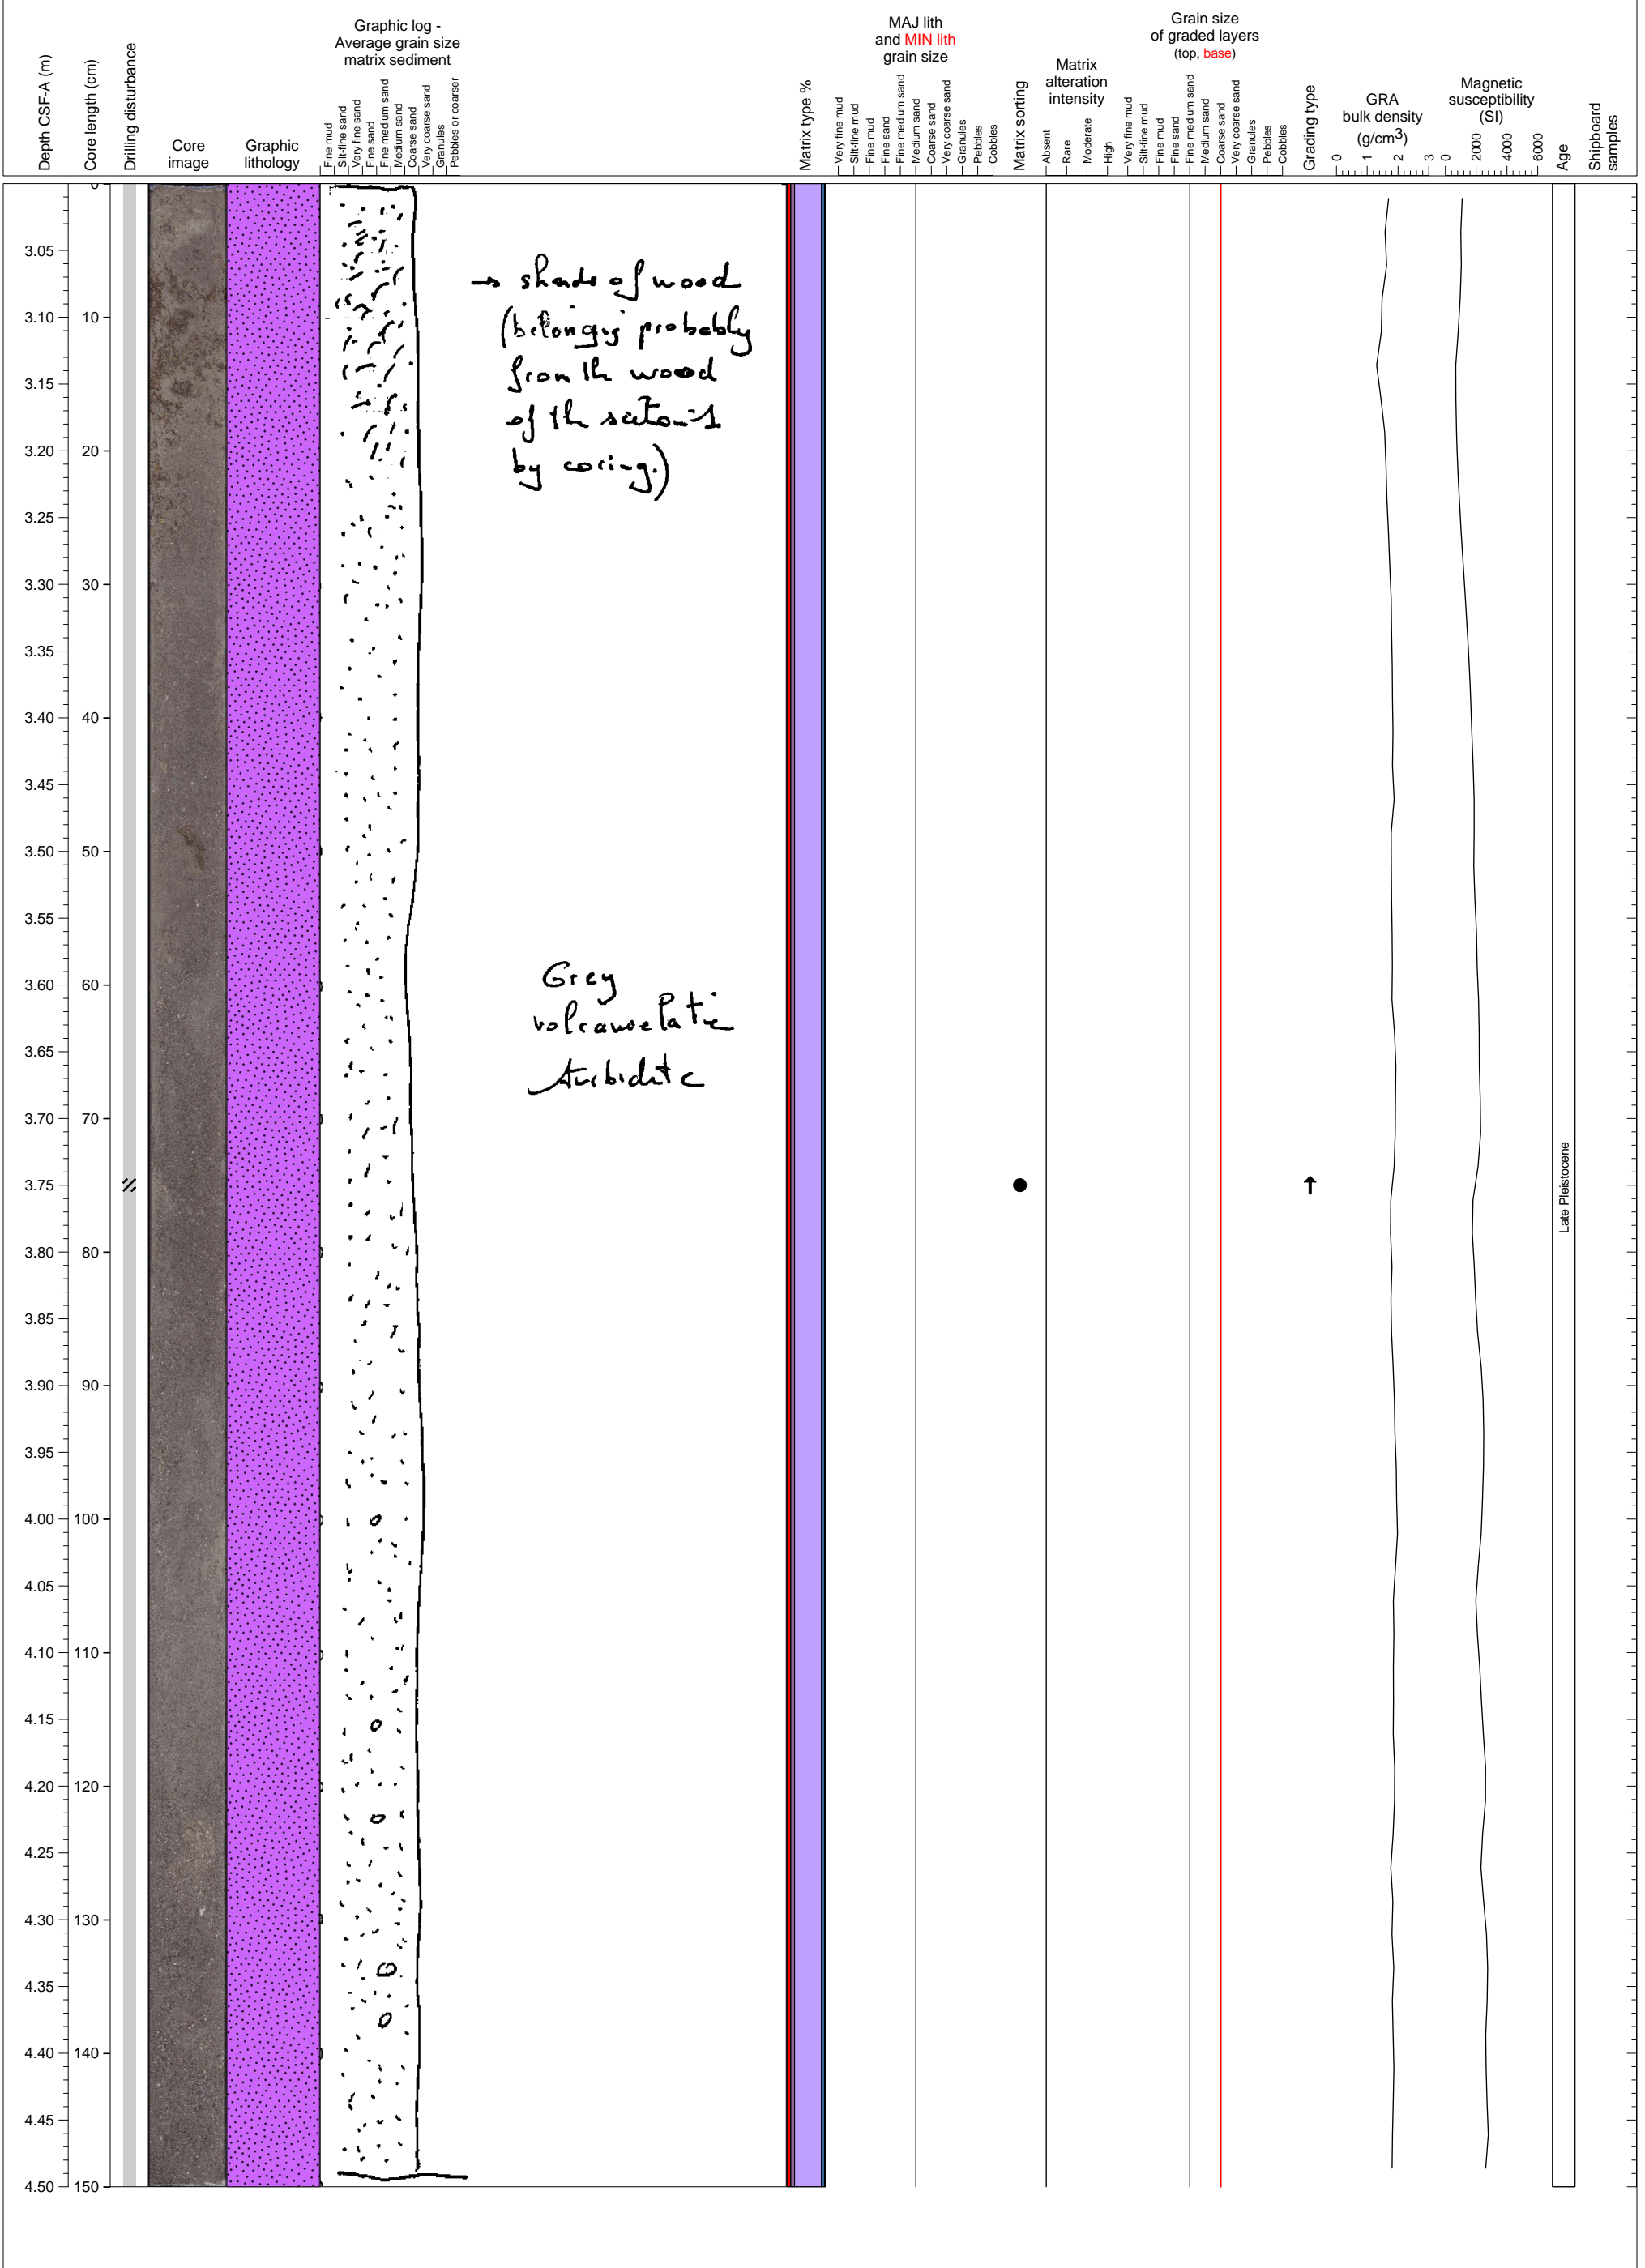 Depth CSF-A (m)
Core length (cm)
Drilling disturbance
Core
image
Graphic
lithology
Graphic log -
Average grain size
matrix sediment
Fine mud
Silt-fine sand
Very fine sand
Fine sand
Fine medium sand
Medium sand
Coarse sand
Very coarse sand
Granules
Pebbles or coarser
Matrix type %
MAJ lith
and MIN lith
grain size
Very fine mud
Silt-fine mud
Fine mud
Fine sand
Fine medium sand
Medium sand
Coarse sand
Very coarse sand
Granules
Pebbles
Cobbles
Matrix sorting
Matrix
alteration
intensity
Absent
Rare
Moderate
High
Grain size
of graded layers
(top, base)
Very fine mud
Silt-fine mud
Fine mud
Fine sand
Fine medium sand
Medium sand
Coarse sand
Very coarse sand
Granules
Pebbles
Cobbles
Grading type
GRA
bulk density
(g/cm3)
0 1 2 3
Magnetic
susceptibility
(SI)
0 2000 4000 6000
Age
Shipboard
samples
0
3.05
3.10 10
3.15
3.20 20
3.25
3.30 30
3.35
3.40 40
3.45
3.50 50
3.55
3.60 60
3.65
3.70 70
3.75
3.80 80
3.85
3.90 90
3.95
4.00 100
4.05
4.10 110
4.15
4.20 120
4.25
4.30 130
4.35
4.40 140
4.45
4.50 150
→ shards of wood
(belonging probably
from the wood
of the section-1
by coring.)
Grey
volcanoclatic
turbidite
Late Pleistocene